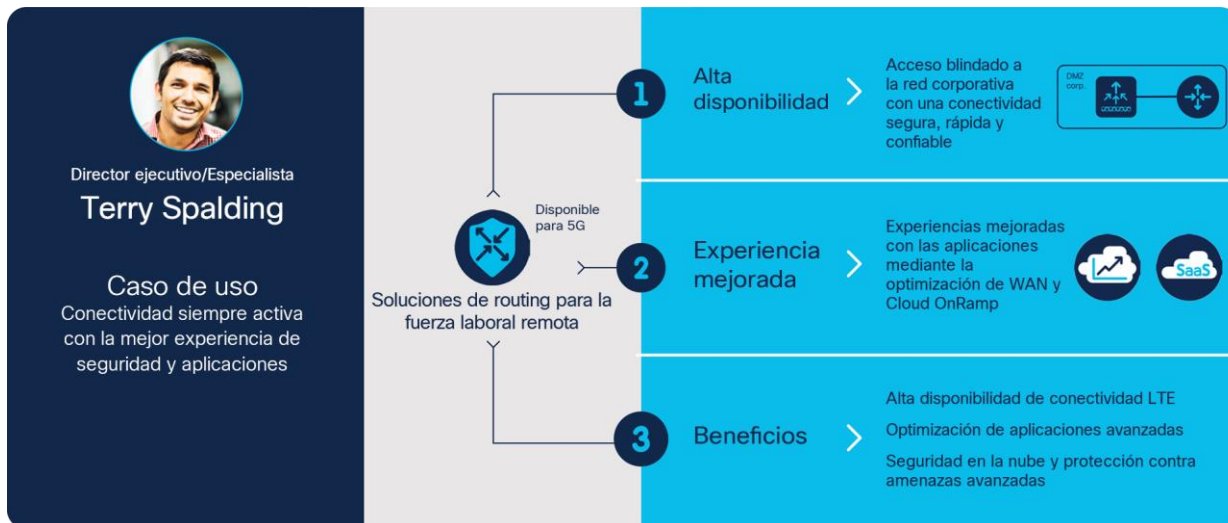 Director ejecutivo/Especialista
Terry Spalding
Caso de uso
Conectividad siempre activa
con la mejor experiencia de
seguridad y aplicaciones
Disponible
para 5G
Soluciones de routing para la
fuerza laboral remota
1
Alta
disponibilidad
Acceso blindado a
la red corporativa
con una conectividad
segura, rápida y
confiable
DMZ
corp.
2
Experiencia
mejorada
Experiencias mejoradas
con las aplicaciones
mediante la
optimización de WAN y
Cloud OnRamp
SaaS
3
Beneficios
Alta disponibilidad de conectividad LTE
Optimización de aplicaciones avanzadas
Seguridad en la nube y protección contra
amenazas avanzadas